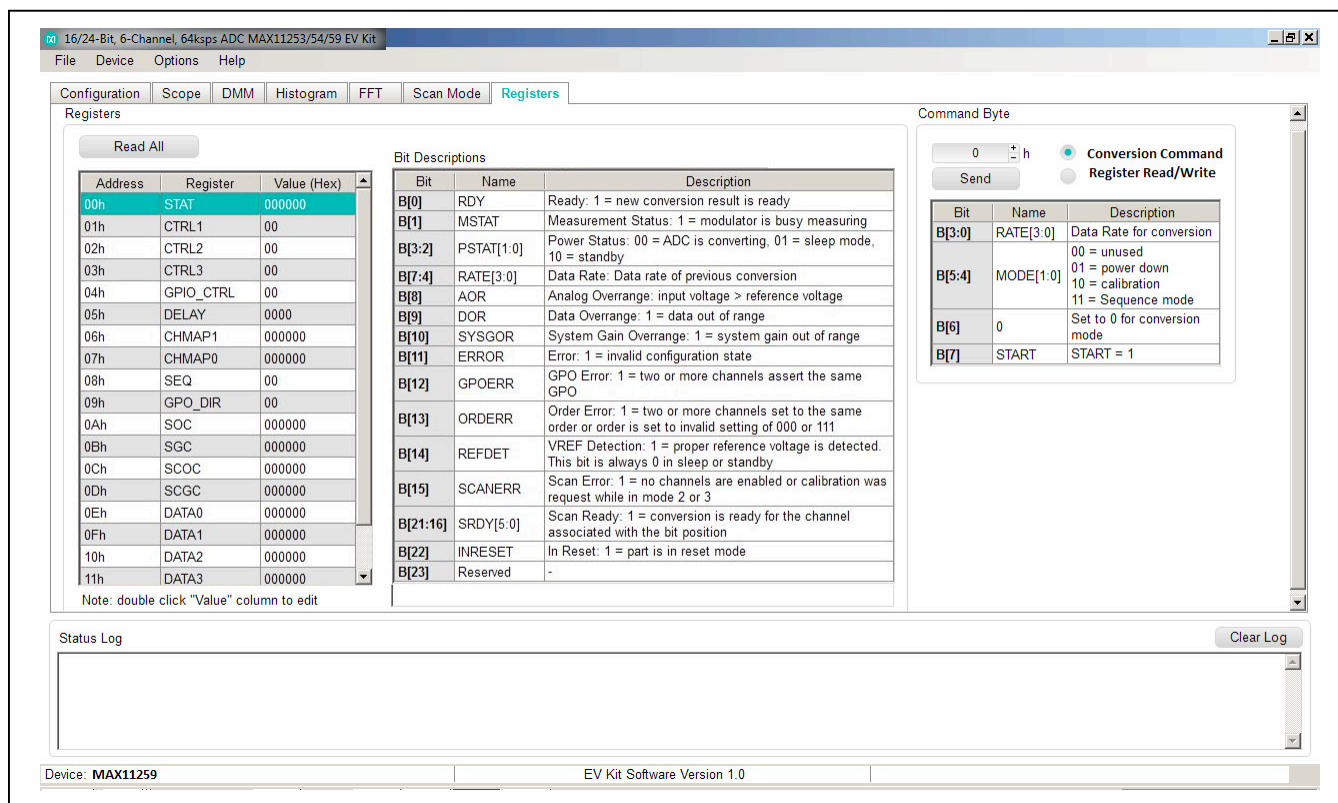 16/24-Bit, 6-Channel, 64ksps ADC MAX11253/54/59 EV Kit
File Device Options Help
Configuration Scope DMM Histogram FFT Scan Mode Registers
Registers
Read All
Address Register Value (Hex)
00h STAT 000000
01h CTRL1 00
02h CTRL2 00
03h CTRL3 00
04h GPIO_CTRL 00
05h DELAY 0000
06h CHMAP1 000000
07h CHMAP0 000000
08h SEQ 00
09h GPO_DIR 00
0Ah SOC 000000
0Bh SGC 000000
0Ch SCOC 000000
0Dh SCGC 000000
0Eh DATA0 000000
0Fh DATA1 000000
10h DATA2 000000
11h DATA3 000000
Note: double click "Value" column to edit
Bit Descriptions
Bit Name Description
B[0] RDY Ready: 1 = new conversion result is ready
B[1] MSTAT Measurement Status: 1 = modulator is busy measuring
B[3:2] PSTAT[1:0] Power Status: 00 = ADC is converting, 01 = sleep mode,
10 = standby
B[7:4] RATE[3:0] Data Rate: Data rate of previous conversion
B[8] AOR Analog Overrange: input voltage > reference voltage
B[9] DOR Data Overrange: 1 = data out of range
B[10] SYSGOR System Gain Overrange: 1 = system gain out of range
B[11] ERROR Error: 1 = invalid configuration state
B[12] GPOERR GPO Error: 1 = two or more channels assert the same
GPO
B[13] ORDERR Order Error: 1 = two or more channels set to the same
order or order is set to invalid setting of 000 or 111
B[14] REFDET VREF Detection: 1 = proper reference voltage is detected.
This bit is always 0 in sleep or standby
B[15] SCANERR Scan Error: 1 = no channels are enabled or calibration was
request while in mode 2 or 3
B[21:16] SRDY[5:0] Scan Ready: 1 = conversion is ready for the channel
associated with the bit position
B[22] INRESET In Reset: 1 = part is in reset mode
B[23] Reserved -
Command Byte
0 h Conversion Command
Send Register Read/Write
Bit Name Description
B[3:0] RATE[3:0] Data Rate for conversion
B[5:4] MODE[1:0] 00 = unused
01 = power down
10 = calibration
11 = Sequence mode
B[6] 0 Set to 0 for conversion
mode
B[7] START START = 1
Status Log
Clear Log
Device: MAX11259
EV Kit Software Version 1.0